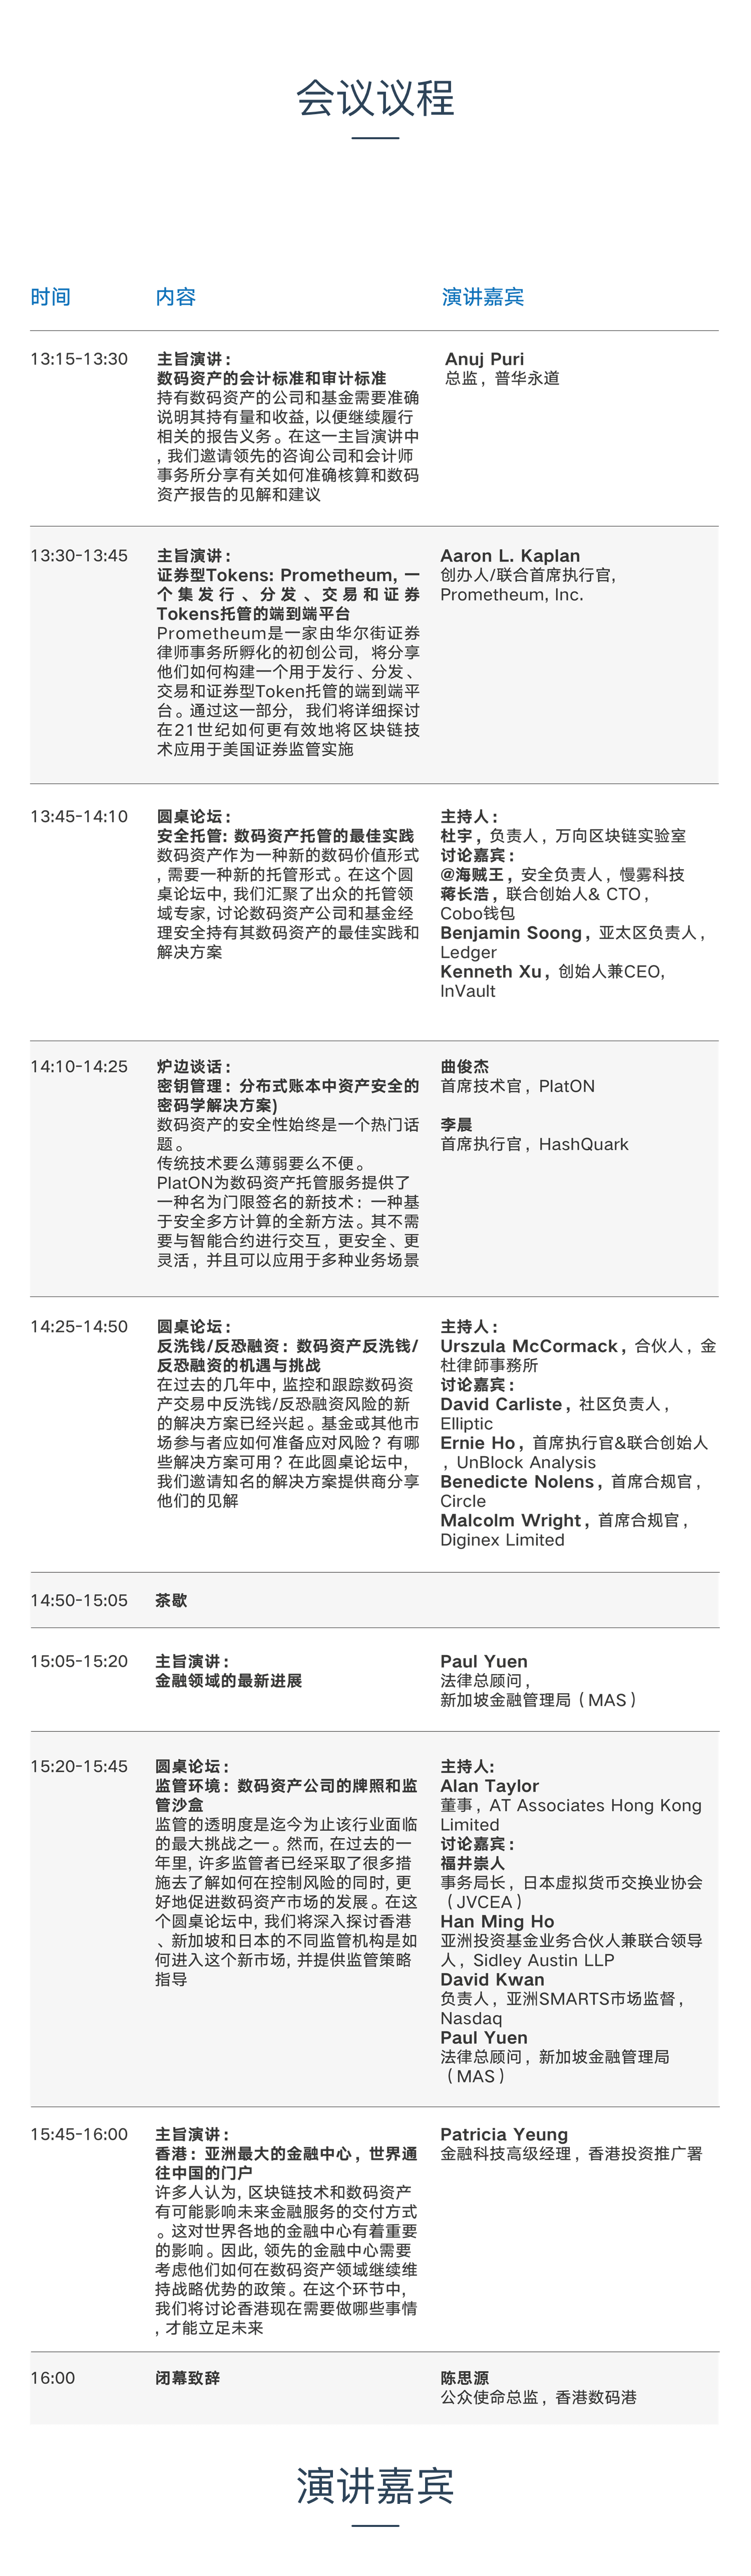 会议议程
时间
内容
演讲嘉宾
13:15-13:30
主旨演讲：
数码资产的会计标准和审计标准
持有数码资产的公司和基金需要准确
说明其持有量和收益, 以便继续履行
相关的报告义务。在这一主旨演讲中
, 我们邀请领先的咨询公司和会计师
事务所分享有关如何准确核算和数码
资产报告的见解和建议
Anuj Puri
总监，普华永道
13:30-13:45
主旨演讲：
证券型Tokens: Prometheum, 一
个集发行、分发、交易和证券
Tokens托管的端到端平台
Prometheum是一家由华尔街证券
律师事务所孵化的初创公司，将分享
他们如何构建一个用于发行、分发、
交易和证券型Token托管的端到端平
台。通过这一部分，我们将详细探讨
在21世纪如何更有效地将区块链技
术应用于美国证券监管实施
Aaron L. Kaplan
创办人/联合首席执行官,
Prometheum, Inc.
13:45-14:10
圆桌论坛：
安全托管: 数码资产托管的最佳实践
数码资产作为一种新的数码价值形式
, 需要一种新的托管形式。在这个圆
桌论坛中, 我们汇聚了出众的托管领
域专家, 讨论数码资产公司和基金经
理安全持有其数码资产的最佳实践和
解决方案
主持人：
杜宇，负责人，万向区块链实验室
讨论嘉宾：
@海贼王，安全负责人，慢雾科技
蒋长浩，联合创始人& CTO，
Cobo钱包
Benjamin Soong，亚太区负责人，
Ledger
Kenneth Xu，创始人兼CEO,
InVault
14:10-14:25
炉边谈话：
密钥管理：分布式账本中资产安全的
密码学解决方案)
数码资产的安全性始终是一个热门话
题。
传统技术要么薄弱要么不便。
PlatON为数码资产托管服务提供了
一种名为门限签名的新技术：一种基
于安全多方计算的全新方法。其不需
要与智能合约进行交互，更安全、更
灵活，并且可以应用于多种业务场景
曲俊杰
首席技术官，PlatON
李晨
首席执行官，HashQuark
14:25-14:50
圆桌论坛：
反洗钱/反恐融资：数码资产反洗钱/
反恐融资的机遇与挑战
在过去的几年中, 监控和跟踪数码资
产交易中反洗钱/反恐融资风险的新
的解决方案已经兴起。基金或其他市
场参与者应如何准备应对风险？有哪
些解决方案可用？在此圆桌论坛中,
我们邀请知名的解决方案提供商分享
他们的见解
主持人：
Urszula McCormack，合伙人，金
杜律師事務所
讨论嘉宾：
David Carliste，社区负责人，
Elliptic
Ernie Ho，首席执行官&联合创始人
，UnBlock Analysis
Benedicte Nolens，首席合规官，
Circle
Malcolm Wright，首席合规官，
Diginex Limited
14:50-15:05
茶歇
15:05-15:20
主旨演讲：
金融领域的最新进展
Paul Yuen
法律总顾问，
新加坡金融管理局（MAS）
15:20-15:45
圆桌论坛：
监管环境：数码资产公司的牌照和监
管沙盒
监管的透明度是迄今为止该行业面临
的最大挑战之一。然而, 在过去的一
年里, 许多监管者已经采取了很多措
施去了解如何在控制风险的同时, 更
好地促进数码资产市场的发展。在这
个圆桌论坛中, 我们将深入探讨香港
、新加坡和日本的不同监管机构是如
何进入这个新市场, 并提供监管策略
指导
主持人:
Alan Taylor
董事，AT Associates Hong Kong
Limited
讨论嘉宾：
福井崇人
事务局长，日本虚拟货币交换业协会
（JVCEA）
Han Ming Ho
亚洲投资基金业务合伙人兼联合领导
人，Sidley Austin LLP
David Kwan
负责人，亚洲SMARTS市场监督，
Nasdaq
Paul Yuen
法律总顾问，新加坡金融管理局
（MAS）
15:45-16:00
主旨演讲：
香港：亚洲最大的金融中心，世界通
往中国的门户
许多人认为, 区块链技术和数码资产
有可能影响未来金融服务的交付方式
。这对世界各地的金融中心有着重要
的影响。因此, 领先的金融中心需要
考虑他们如何在数码资产领域继续维
持战略优势的政策。在这个环节中,
我们将讨论香港现在需要做哪些事情
, 才能立足未来
Patricia Yeung
金融科技高级经理，香港投资推广署
16:00
闭幕致辞
陈思源
公众使命总监，香港数码港
演讲嘉宾